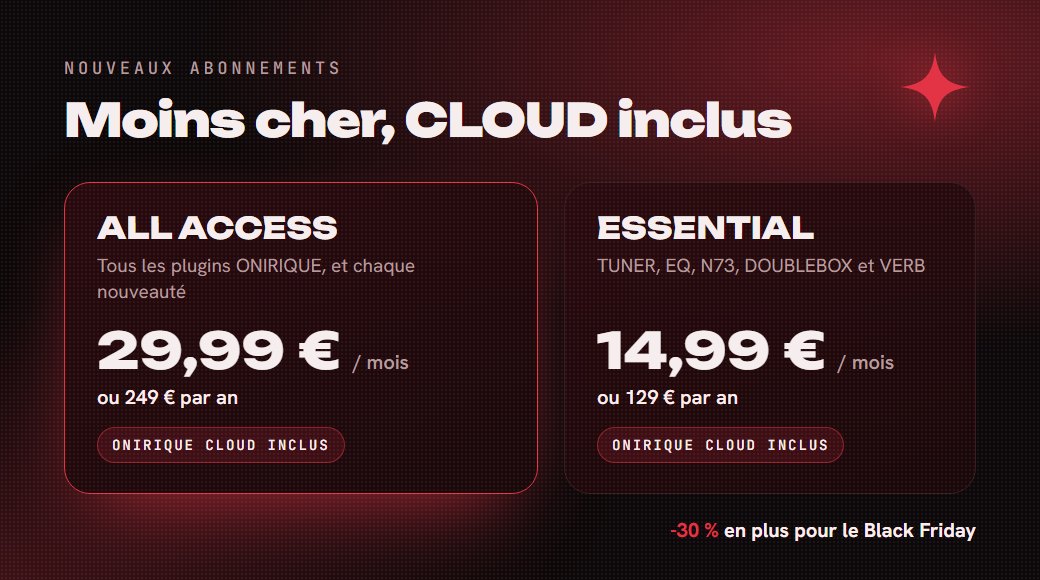 NOUVEAUX ABONNEMENTS
Moins cher, CLOUD inclus
ALL ACCESS
Tous les plugins ONIRIQUE, et chaque
nouveauté
29,99 € / mois
ou 249 € par an
ONIRIQUE CLOUD INCLUS
ESSENTIAL
TUNER, EQ, N73, DOUBLEBOX et VERB
14,99 € / mois
ou 129 € par an
ONIRIQUE CLOUD INCLUS
-30 % en plus pour le Black Friday